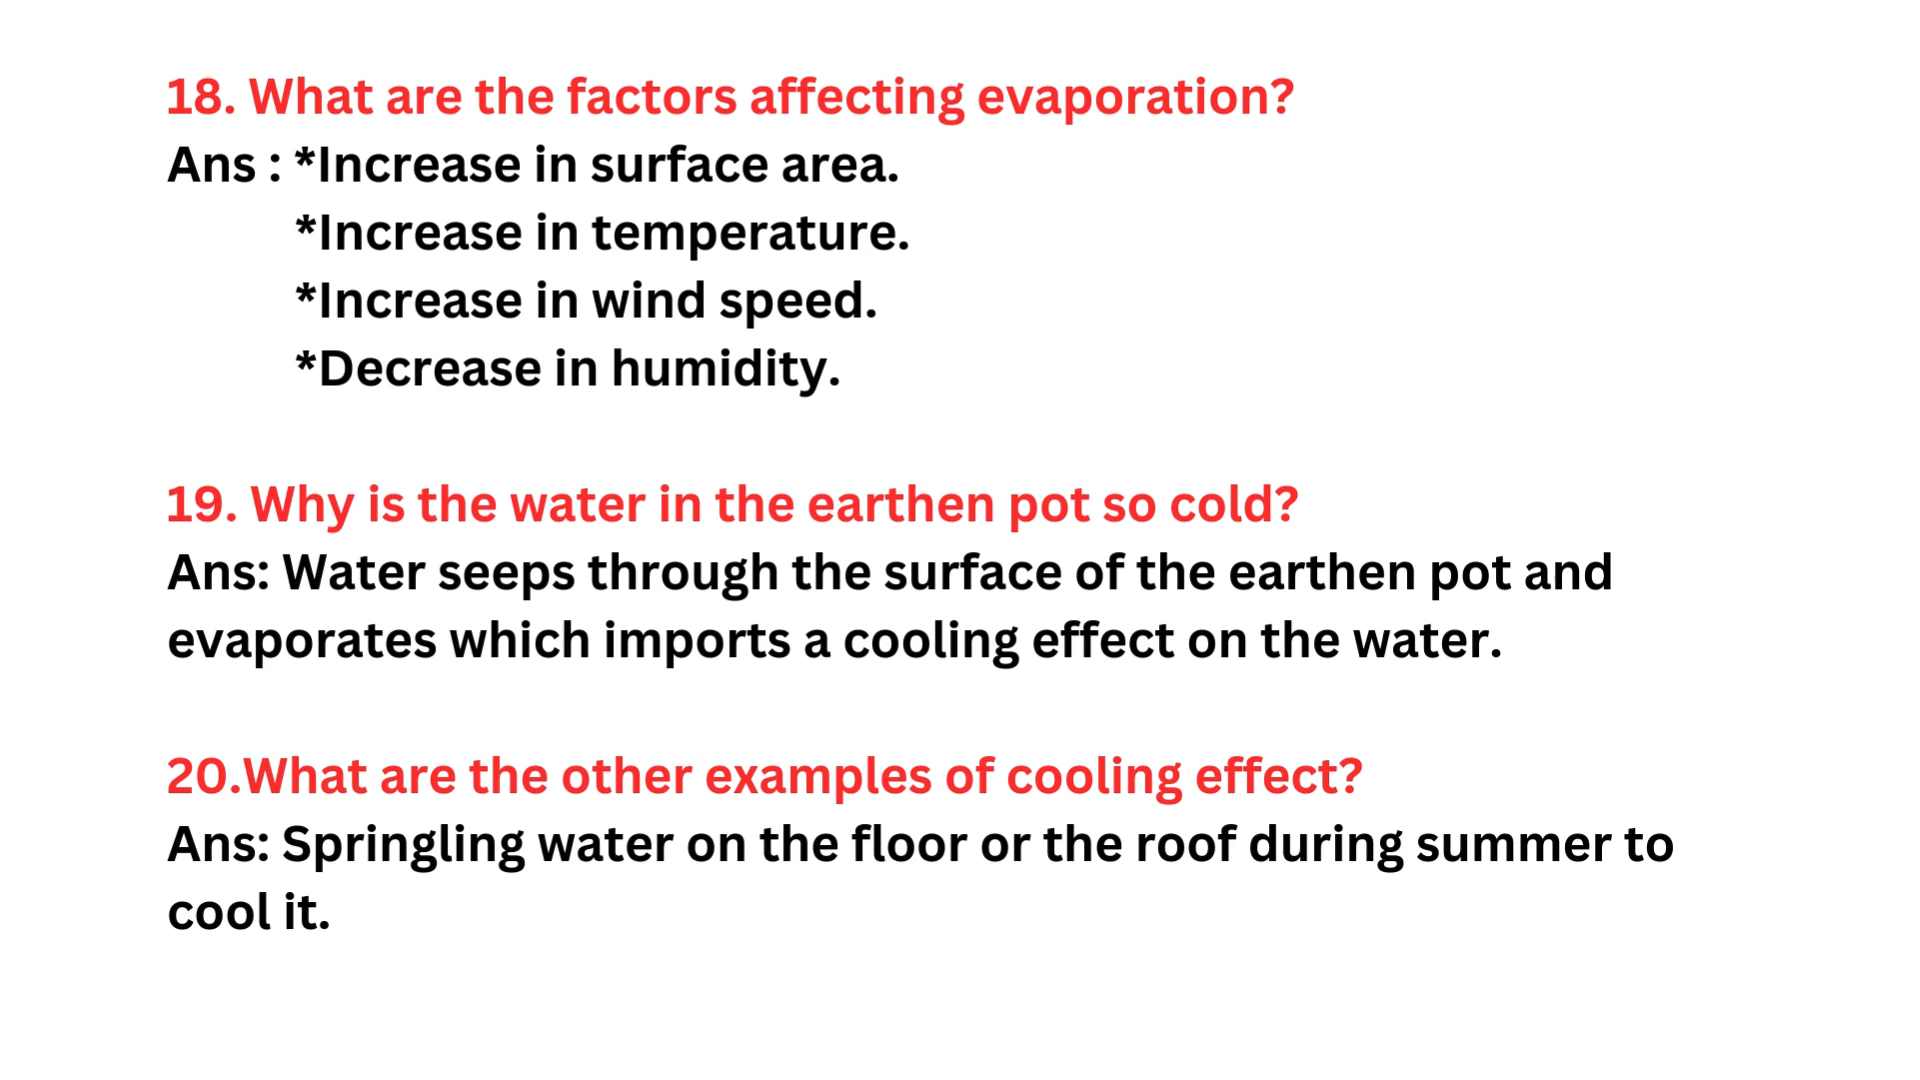 18. What are the factors affecting evaporation?
Ans : *Increase in surface area.
*Increase in temperature.
*Increase in wind speed.
*Decrease in humidity.
19. Why is the water in the earthen pot so cold?
Ans: Water seeps through the surface of the earthen pot and
evaporates which imports a cooling effect on the water.
20.What are the other examples of cooling effect?
Ans: Springling water on the floor or the roof during summer to
cool it.